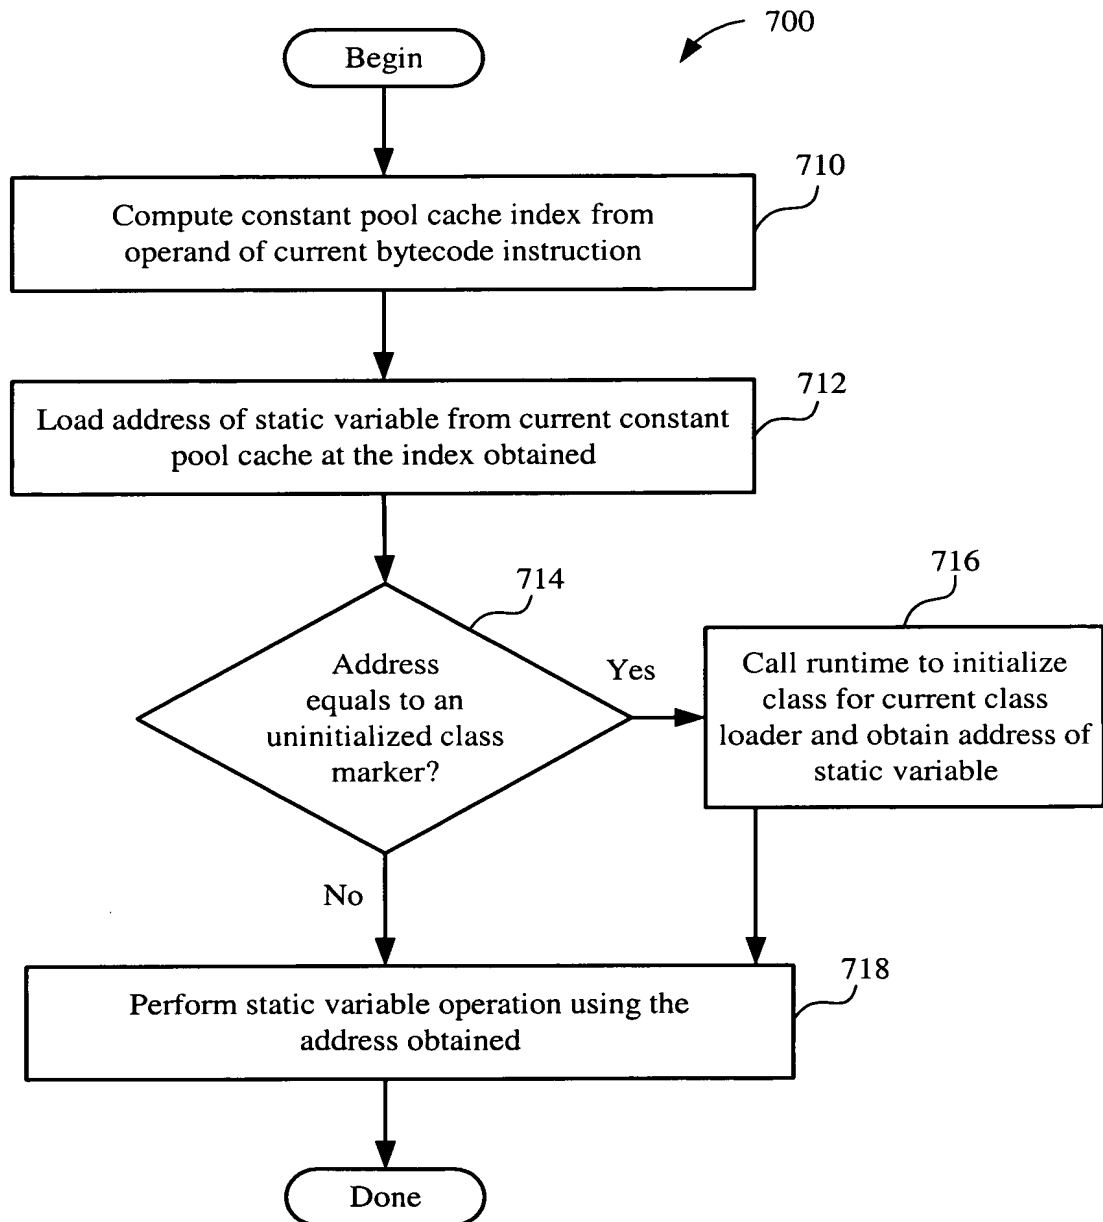 700
Begin
710
Compute constant pool cache index from
operand of current bytecode instruction
712
Load address of static variable from current constant
pool cache at the index obtained
714
Address
equals to an
uninitialized class
marker?
Yes
716
Call runtime to initialize
class for current class
loader and obtain address of
static variable
No
718
Perform static variable operation using the
address obtained
Done